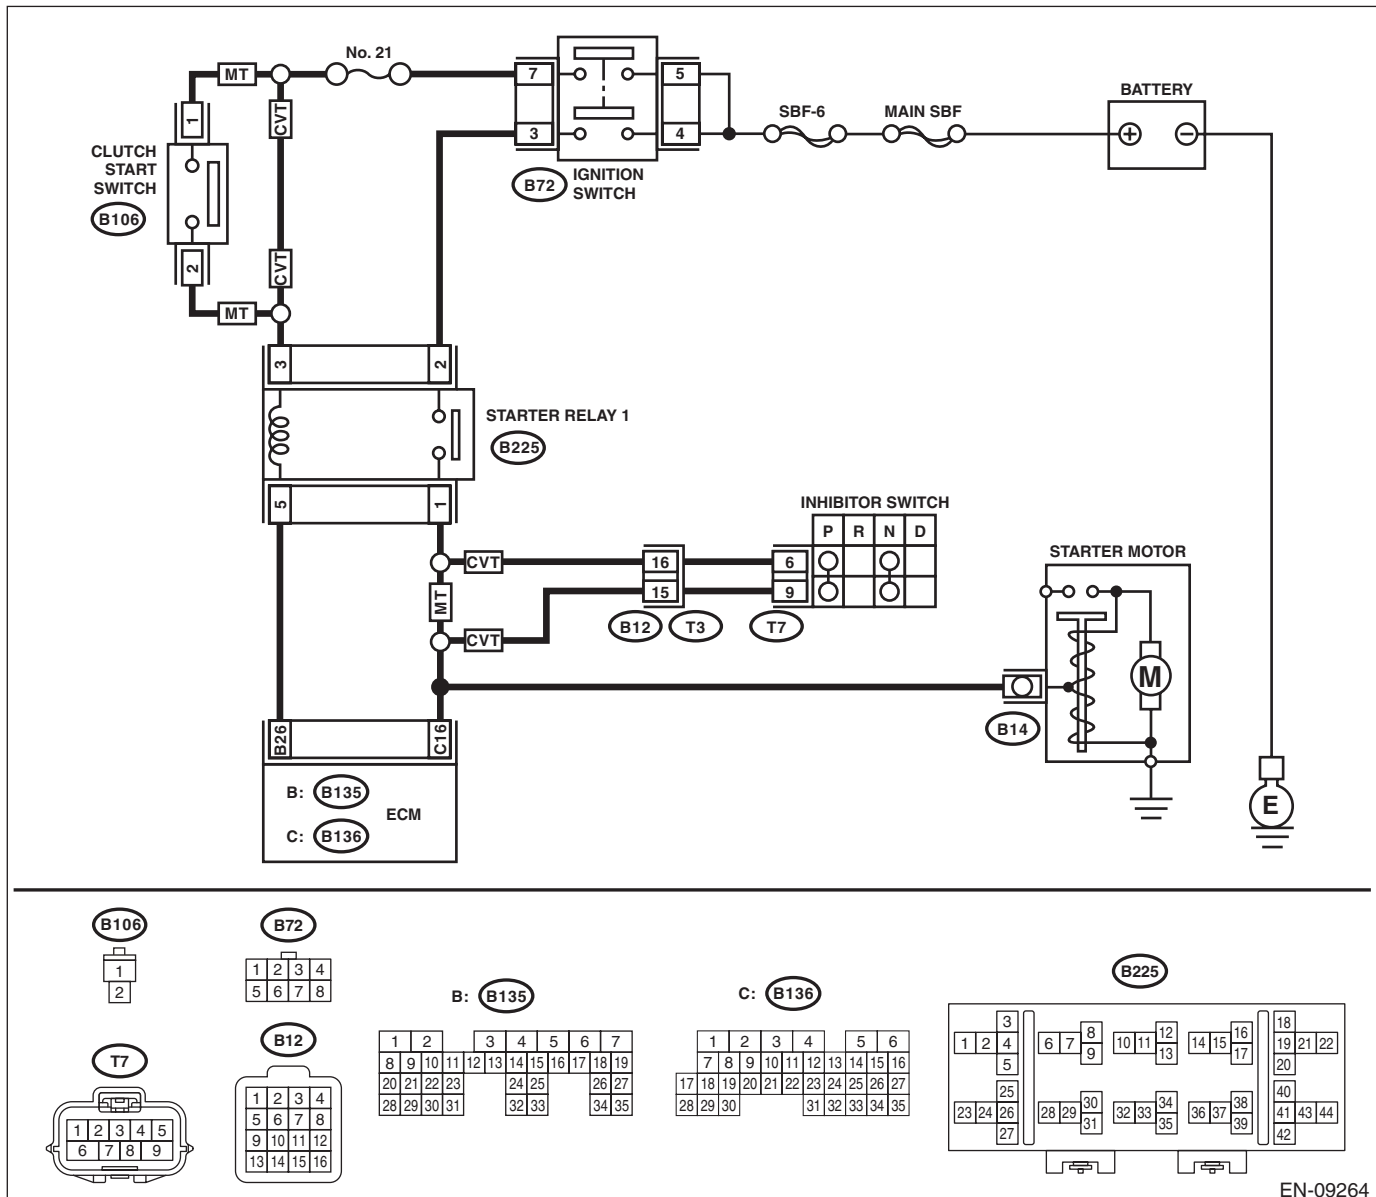 No. 21
MT
7
5
3
4
B72
IGNITION
SWITCH
SBF-6
MAIN SBF
BATTERY
+
−
1
CVT
CLUTCH
START
SWITCH
B106
2
CVT
MT
3
2
STARTER RELAY 1
B225
5
1
CVT
MT
CVT
16
15
B12
T3
6
9
T7
INHIBITOR SWITCH
P R N D
STARTER MOTOR
M
B14
E
B26
C16
B: B135
ECM
C: B136
B106
1
2
B72
1 2 3 4
5 6 7 8
T7
1 2 3 4 5
6 7 8 9
B12
1 2 3 4
5 6 7 8
9 10 11 12
13 14 15 16
B: B135
1 2 3 4 5 6 7
8 9 10 11 12 13 14 15 16 17 18 19
20 21 22 23 24 25 26 27
28 29 30 31 32 33 34 35
C: B136
1 2 3 4 5 6
7 8 9 10 11 12 13 14 15 16
17 18 19 20 21 22 23 24 25 26 27
28 29 30 31 32 33 34 35
B225
3 18
8 12 16
1 2 4 6 7 10 11 14 15 19 21 22
9 13 17
5 20
25 40
30 34 38
23 24 26 28 29 32 33 36 37 41 43 44
31 35 39
27 42
EN-09264